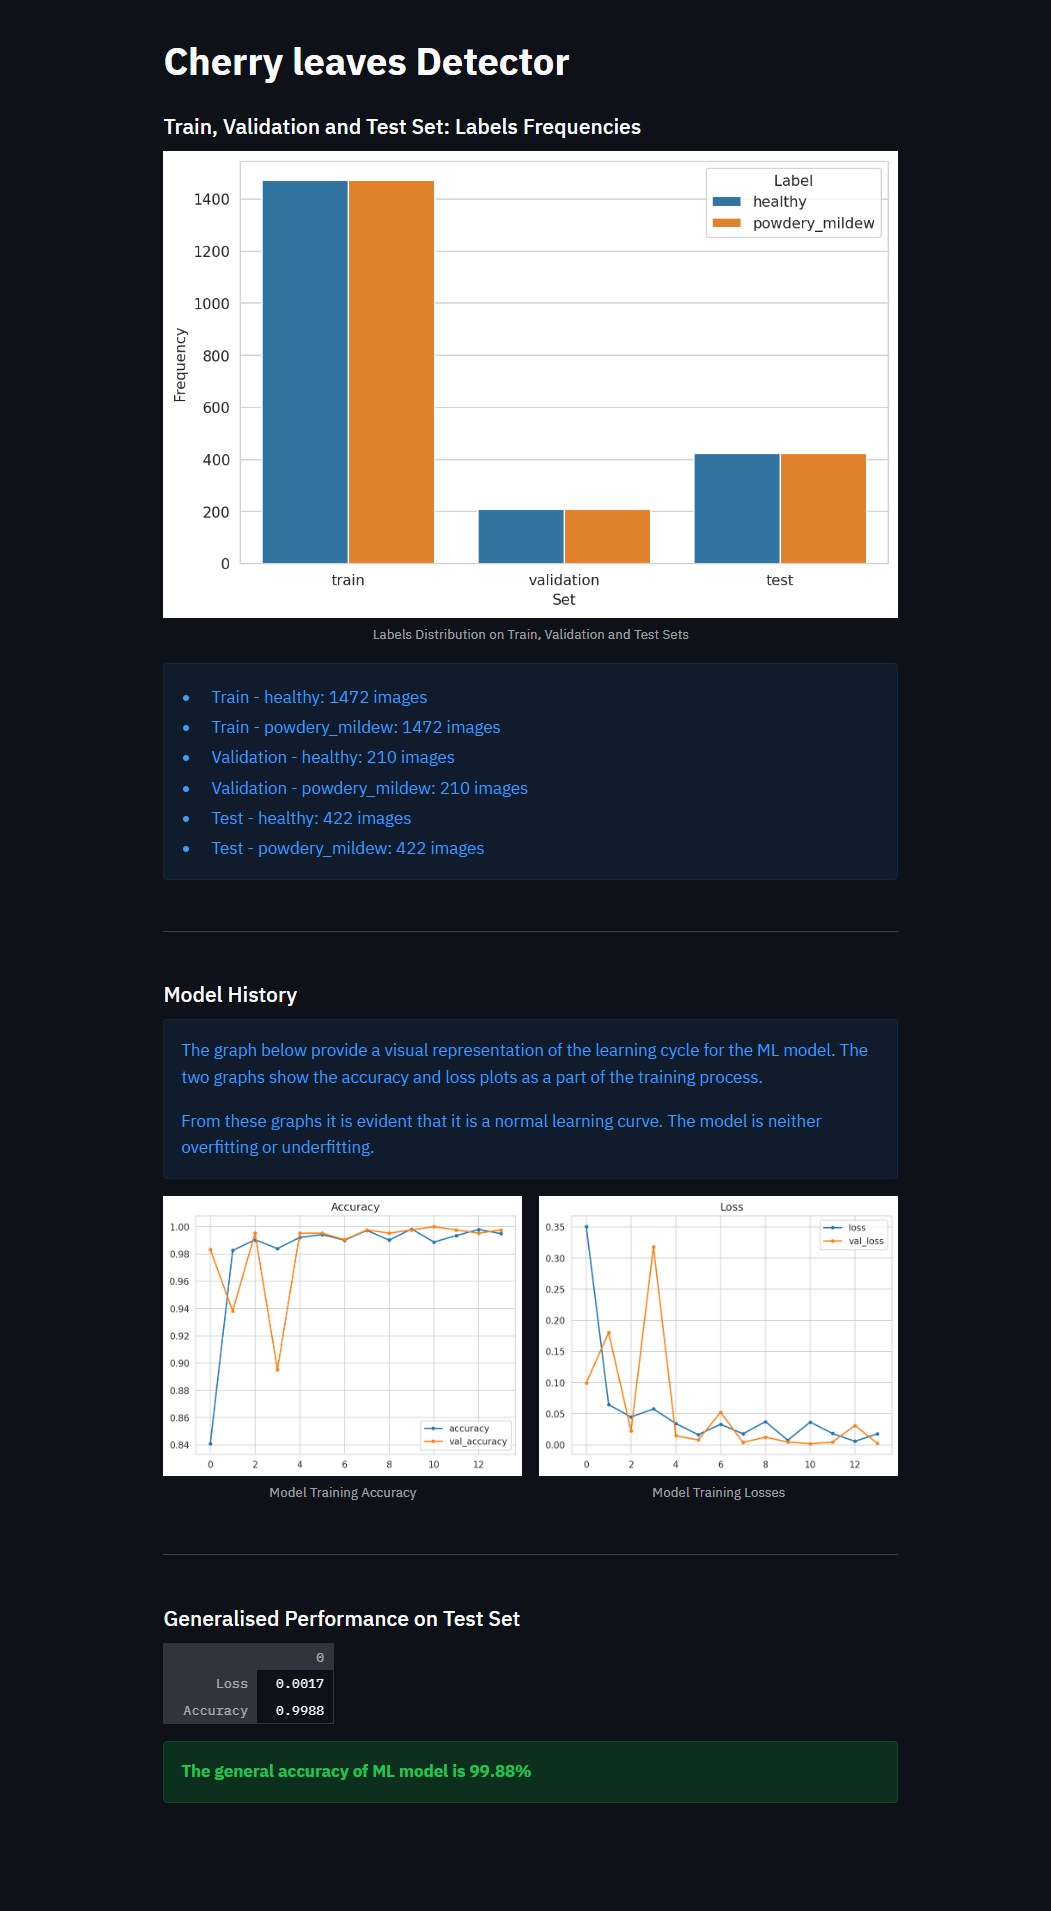 Cherry leaves Detector
Train, Validation and Test Set: Labels Frequencies
Label
healthy
powdery_mildew
1400
1200
1000
800
600
400
200
0
Frequency
train validation test
Set
Labels Distribution on Train, Validation and Test Sets
• Train - healthy: 1472 images
• Train - powdery_mildew: 1472 images
• Validation - healthy: 210 images
• Validation - powdery_mildew: 210 images
• Test - healthy: 422 images
• Test - powdery_mildew: 422 images
Model History
The graph below provide a visual representation of the learning cycle for the ML model. The
two graphs show the accuracy and loss plots as a part of the training process.
From these graphs it is evident that it is a normal learning curve. The model is neither
overfitting or underfitting.
Accuracy
1.00
0.98
0.96
0.94
0.92
0.90
0.88
0.86
0.84
accuracy
val_accuracy
0 2 4 6 8 10 12
Model Training Accuracy
Loss
loss
val_loss
0.35
0.30
0.25
0.20
0.15
0.10
0.05
0.00
0 2 4 6 8 10 12
Model Training Losses
Generalised Performance on Test Set
0
Loss 0.0017
Accuracy 0.9988
The general accuracy of ML model is 99.88%